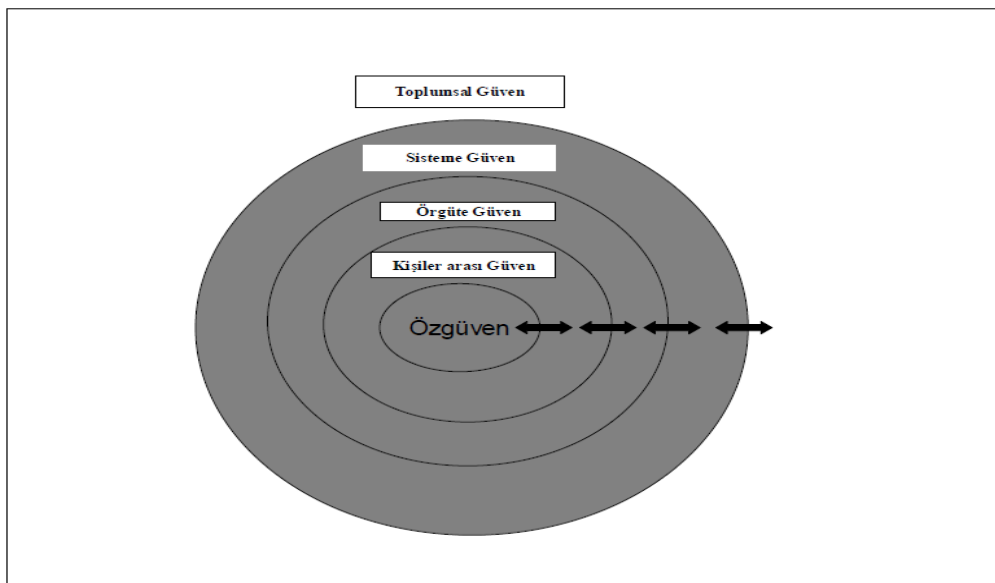 Toplumsal Güven
Sisteme Güven
Örgüte Güven
Kişiler arası Güven
Özgüven